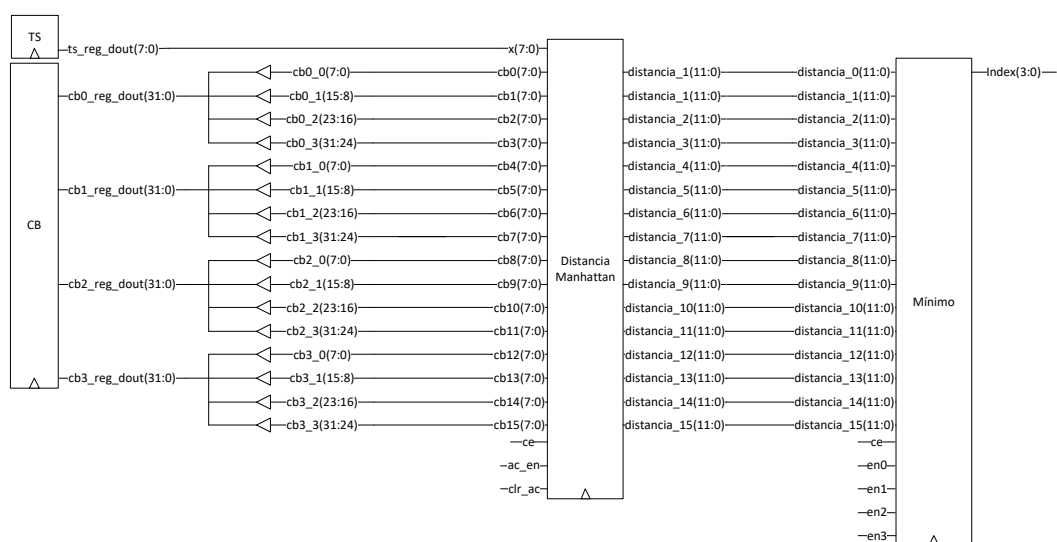 TS
ts_reg_dout(7:0)
x(7:0)
CB
cb0_reg_dout(31:0)
cb1_reg_dout(31:0)
cb2_reg_dout(31:0)
cb3_reg_dout(31:0)
cb0_0(7:0)
cb0_1(15:8)
cb0_2(23:16)
cb0_3(31:24)
cb1_0(7:0)
cb1_1(15:8)
cb1_2(23:16)
cb1_3(31:24)
cb2_0(7:0)
cb2_1(15:8)
cb2_2(23:16)
cb2_3(31:24)
cb3_0(7:0)
cb3_1(15:8)
cb3_2(23:16)
cb3_3(31:24)
cb0(7:0)
cb1(7:0)
cb2(7:0)
cb3(7:0)
cb4(7:0)
cb5(7:0)
cb6(7:0)
cb7(7:0)
cb8(7:0)
cb9(7:0)
cb10(7:0)
cb11(7:0)
cb12(7:0)
cb13(7:0)
cb14(7:0)
cb15(7:0)
ce
ac_en
clr_ac
Distancia
Manhattan
distancia_1(11:0)
distancia_1(11:0)
distancia_2(11:0)
distancia_3(11:0)
distancia_4(11:0)
distancia_5(11:0)
distancia_6(11:0)
distancia_7(11:0)
distancia_8(11:0)
distancia_9(11:0)
distancia_10(11:0)
distancia_11(11:0)
distancia_12(11:0)
distancia_13(11:0)
distancia_14(11:0)
distancia_15(11:0)
distancia_0(11:0)
distancia_1(11:0)
distancia_2(11:0)
distancia_3(11:0)
distancia_4(11:0)
distancia_5(11:0)
distancia_6(11:0)
distancia_7(11:0)
distancia_8(11:0)
distancia_9(11:0)
distancia_10(11:0)
distancia_11(11:0)
distancia_12(11:0)
distancia_13(11:0)
distancia_14(11:0)
distancia_15(11:0)
ce
en0
en1
en2
en3
Mínimo
Index(3:0)